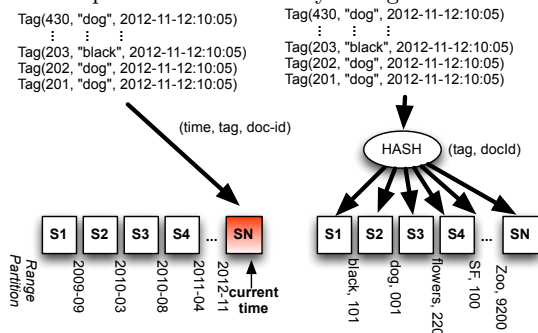 Tag(430, "dog", 2012-11-12:10:05)
Tag(203, "black", 2012-11-12:10:05)
Tag(202, "dog", 2012-11-12:10:05)
Tag(201, "dog", 2012-11-12:10:05)
(time, tag, doc-id)
S1 S2 S3 S4 ... SN
Range Partition
2009-09
2010-03
2010-08
2011-04
2012-11
current
time
Tag(430, "dog", 2012-11-12:10:05)
Tag(203, "black", 2012-11-12:10:05)
Tag(202, "dog", 2012-11-12:10:05)
Tag(201, "dog", 2012-11-12:10:05)
HASH
(tag, docId)
S1 S2 S3 S4 ... SN
black, 101
dog, 001
flowers, 220
SF, 100
Zoo, 9200